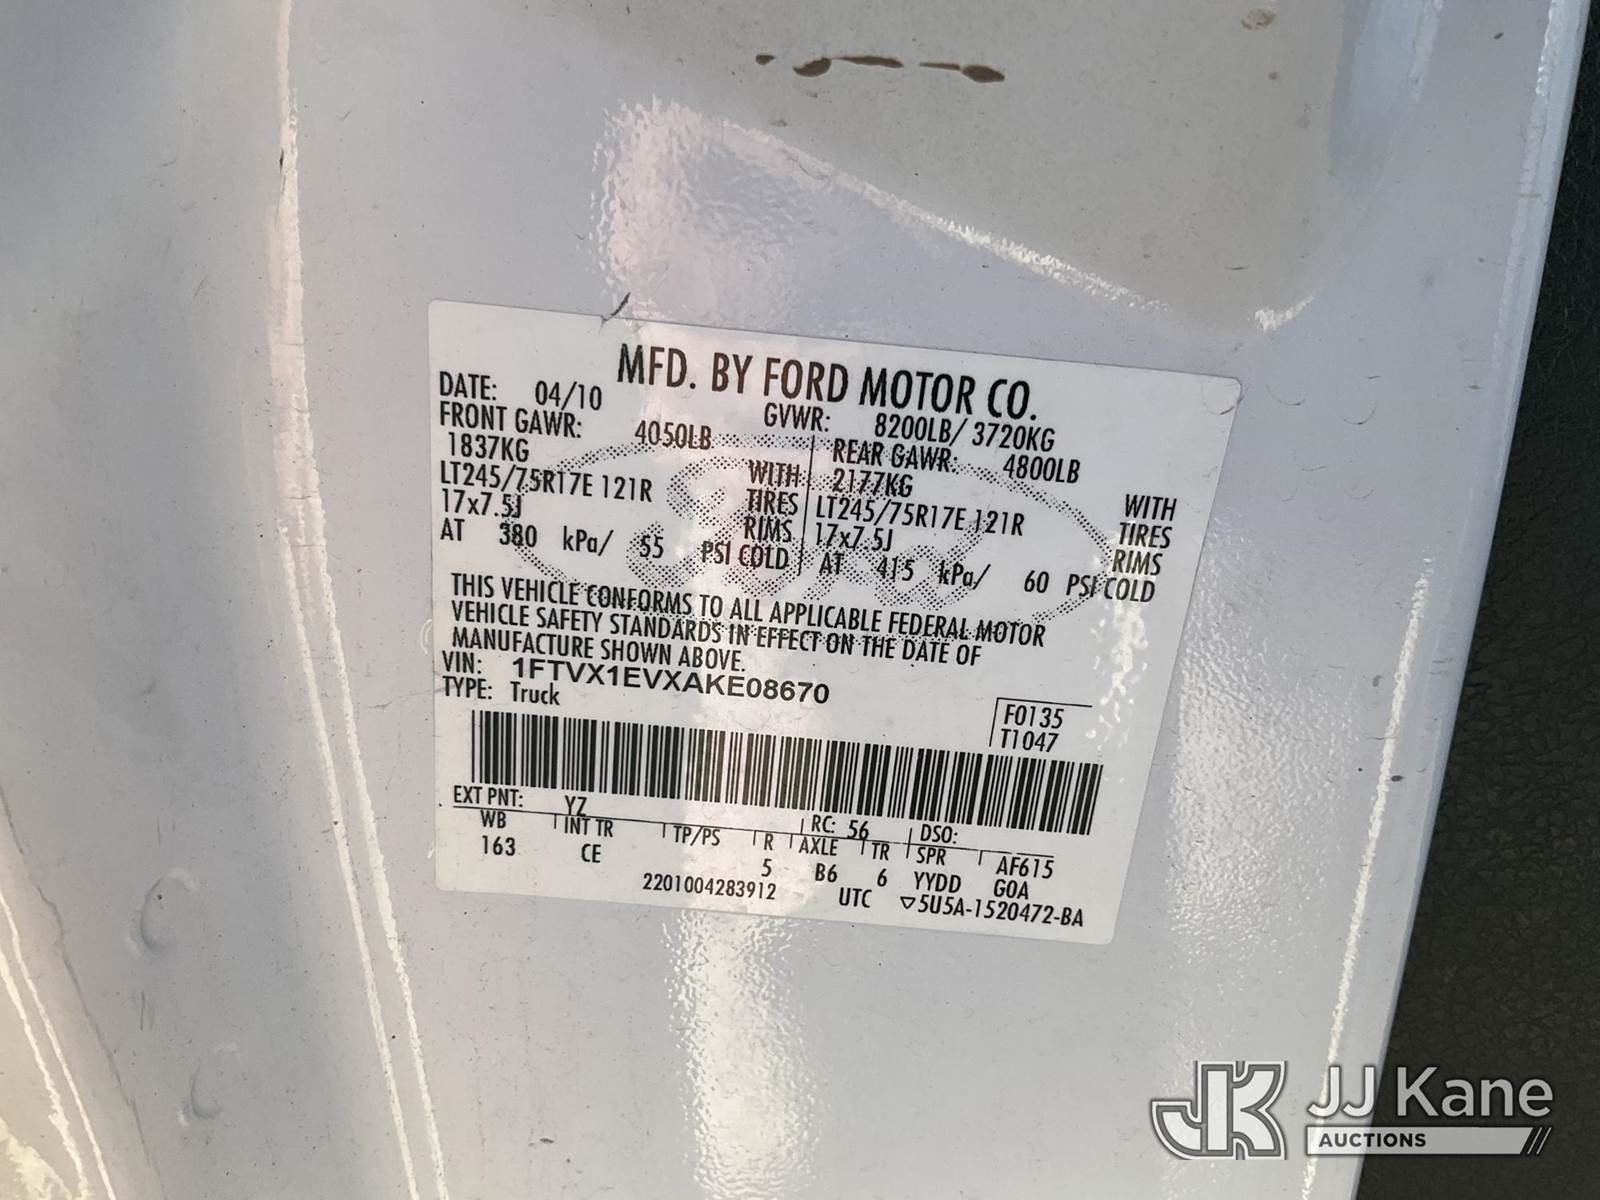 MFD. BY FORD MOTOR CO.
DATE: 04/10 GVWR: 8200LB/ 3720KG
FRONT GAWR: 4050LB REAR GAWR: 4800LB
1837KG WITH 2177KG WITH
LT245/75R17E 121R TIRES LT245/75R17E 121R TIRES
17x7.5J RIMS 17x7.5J RIMS
AT 380 kPa/ 55 PSI COLD AT 415 kPa/ 60 PSI COLD
THIS VEHICLE CONFORMS TO ALL APPLICABLE FEDERAL MOTOR
VEHICLE SAFETY STANDARDS IN EFFECT ON THE DATE OF
MANUFACTURE SHOWN ABOVE.
VIN: 1FTVX1EVXAKE08670
TYPE: Truck
F0135
T1047
EXT PNT: YZ RC: 56 DSO:
WB INT TR TP/PS R AXLE TR SPR AF615
163 CE 5 B6 6 YYDD G0A
2201004283912 UTC ▽5U5A-1520472-BA
JK JJ Kane
AUCTIONS